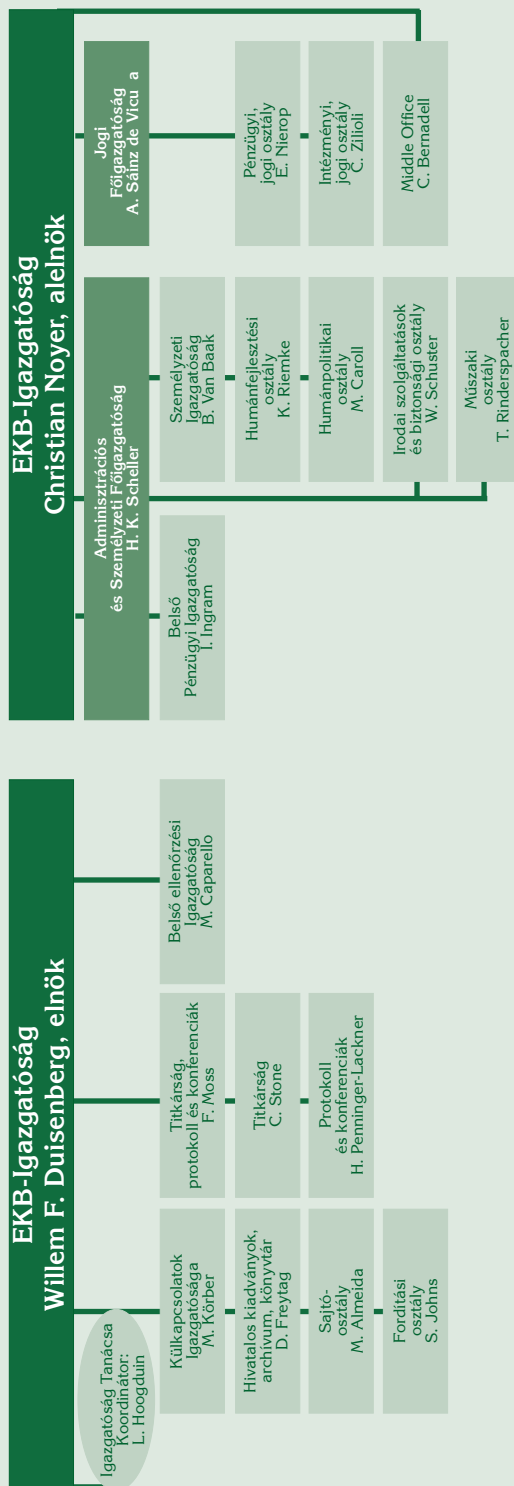 EKB-Igazgatóság
Willem F. Duisenberg, elnök
Igazgatóság Tanácsa
Koordinátor:
L. Hoogduin
Külkapcsolatok
Igazgatósága
M. Körber
Hivatalos kiadványok,
archívum, könyvtár
D. Freytag
Sajtó-
osztály
M. Almeida
Fordítási
osztály
S. Johns
Titkárság,
protokoll és konferenciák
F. Moss
Titkárság
C. Stone
Protokoll
és konferenciák
H. Penninger-Lackner
Belső ellenőrzési
Igazgatóság
M. Caparello
EKB-Igazgatóság
Christian Noyer, alelnök
Adminisztrációs
és Személyzeti Főigazgatóság
H. K. Scheller
Belső
Pénzügyi Igazgatóság
I. Ingram
Személyzeti
Igazgatóság
B. Van Baak
Humánfejlesztési
osztály
K. Riemke
Humánpolitikai
osztály
M. Caroll
Irodai szolgáltatások
és biztonsági osztály
W. Schuster
Műszaki
osztály
T. Rinderspacher
Jogi
Főigazgatóság
A. Sáinz de Vicu a
Pénzügyi,
jogi osztály
E. Nierop
Intézményi,
jogi osztály
C. Zilioli
Middle Office
C. Bernadell